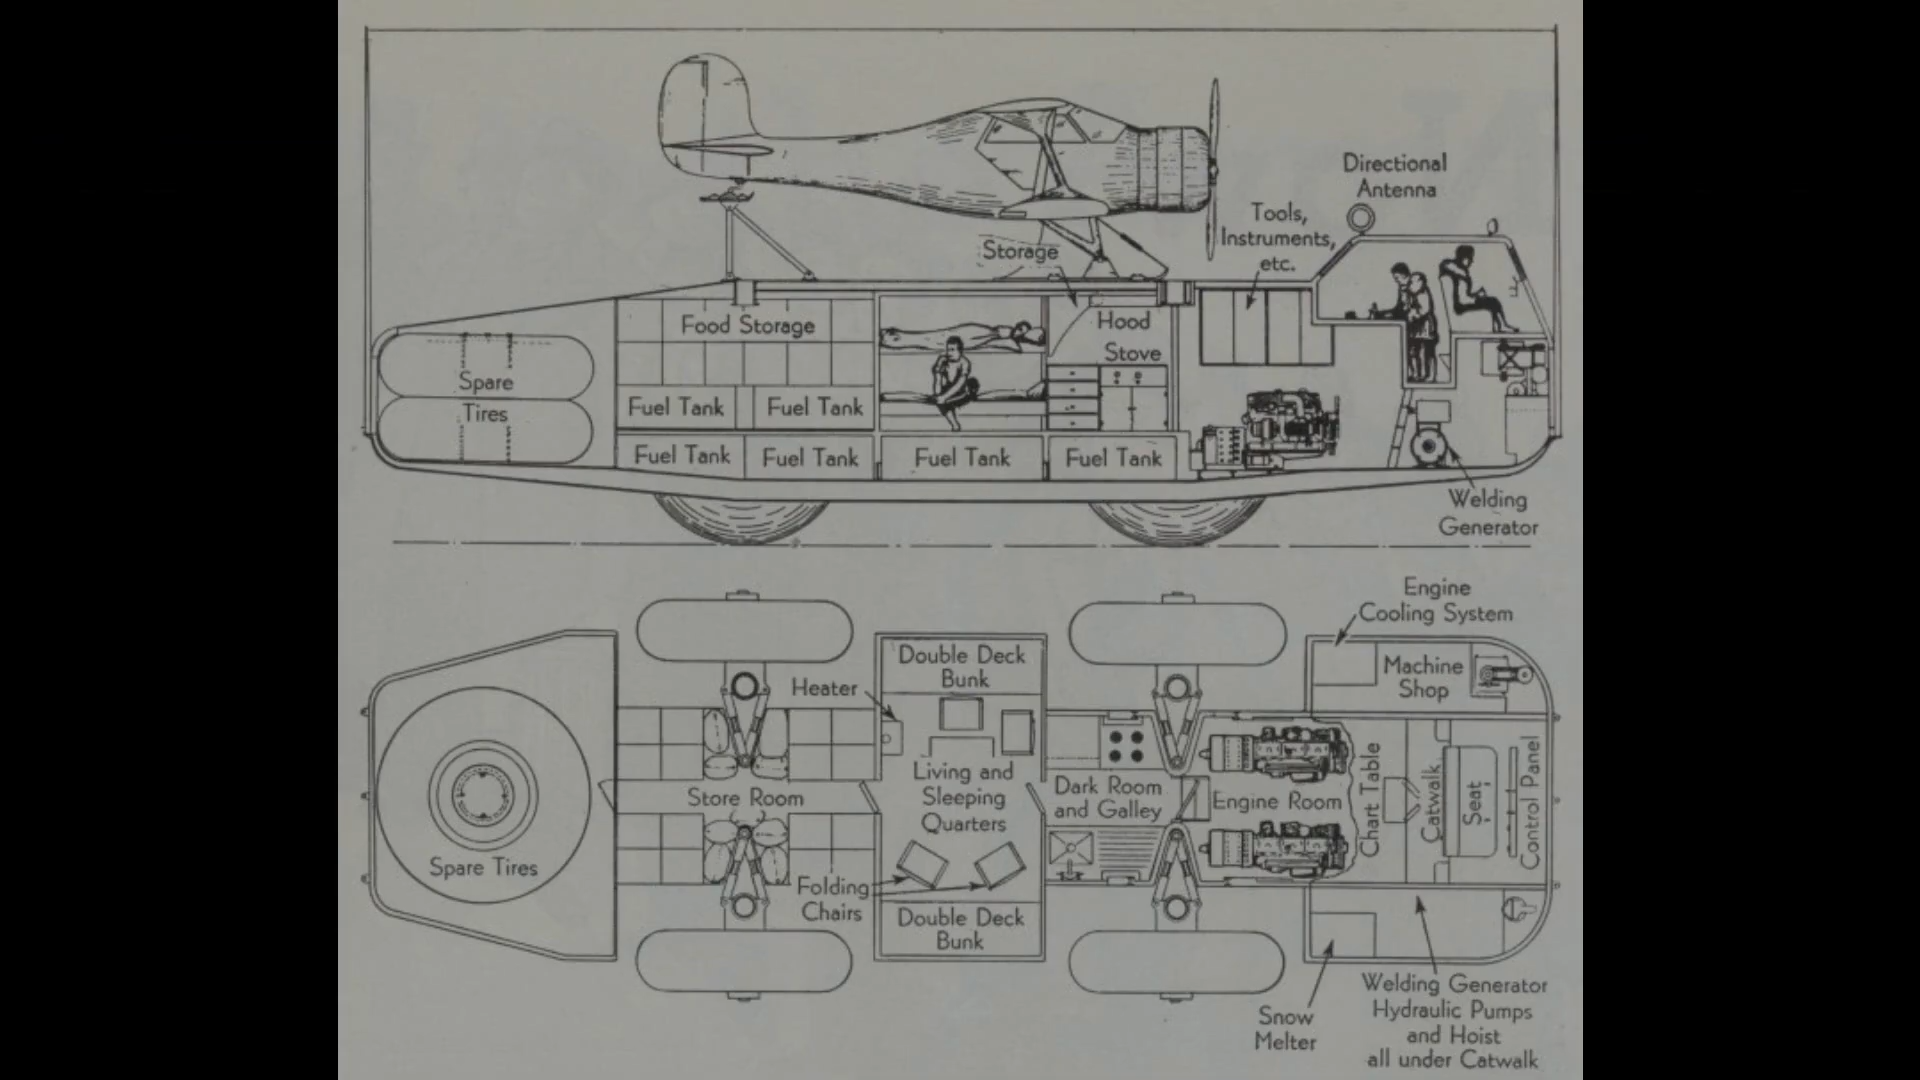 Directional
Antenna
Tools,
Instruments,
etc.
Storage
Food Storage
Hood
Stove
Spare
Tires
Fuel Tank
Fuel Tank
Fuel Tank
Fuel Tank
Fuel Tank
Fuel Tank
Welding
Generator
Engine
Cooling System
Double Deck
Bunk
Machine
Shop
Heater
Living and
Sleeping
Quarters
Store Room
Dark Room
and Galley
Engine Room
Chart Table
Catwalk
Seat
Control Panel
Spare Tires
Folding
Chairs
Double Deck
Bunk
Snow
Melter
Welding Generator
Hydraulic Pumps
and Hoist
all under Catwalk